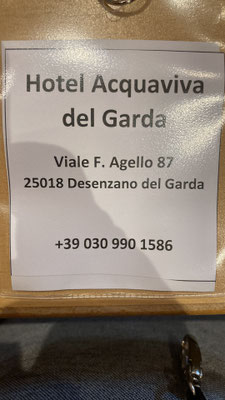 Hotel Acquaviva
del Garda
Viale F. Agello 87
25018 Desenzano del Garda
+39 030 990 1586